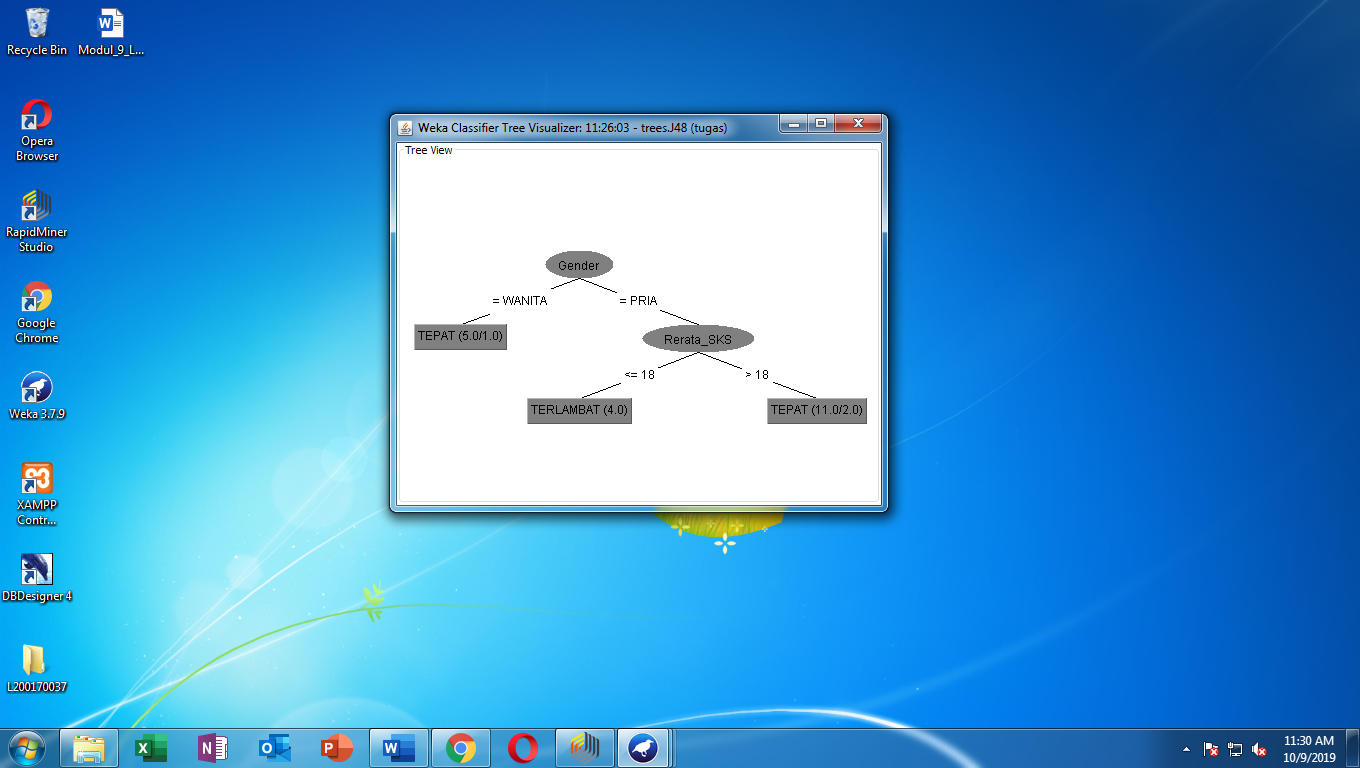 Recycle Bin
Modul_9_L...
Opera
Browser
RapidMiner
Studio
Google
Chrome
Weka 3.7.9
XAMPP
Contr...
DBDesigner 4
L200170037
Weka Classifier Tree Visualizer: 11:26:03 - trees.J48 (tugas)
Tree View
Gender
= WANITA
= PRIA
TEPAT (5.0/1.0)
Rerata_SKS
<= 18
> 18
TERLAMBAT (4.0)
TEPAT (11.0/2.0)
11:30 AM
10/9/2019